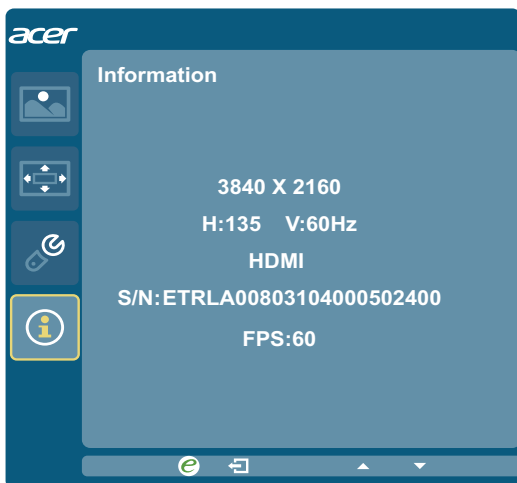 acer
Information
3840 X 2160
H:135 V:60Hz
HDMI
S/N:ETRLA00803104000502400
FPS:60